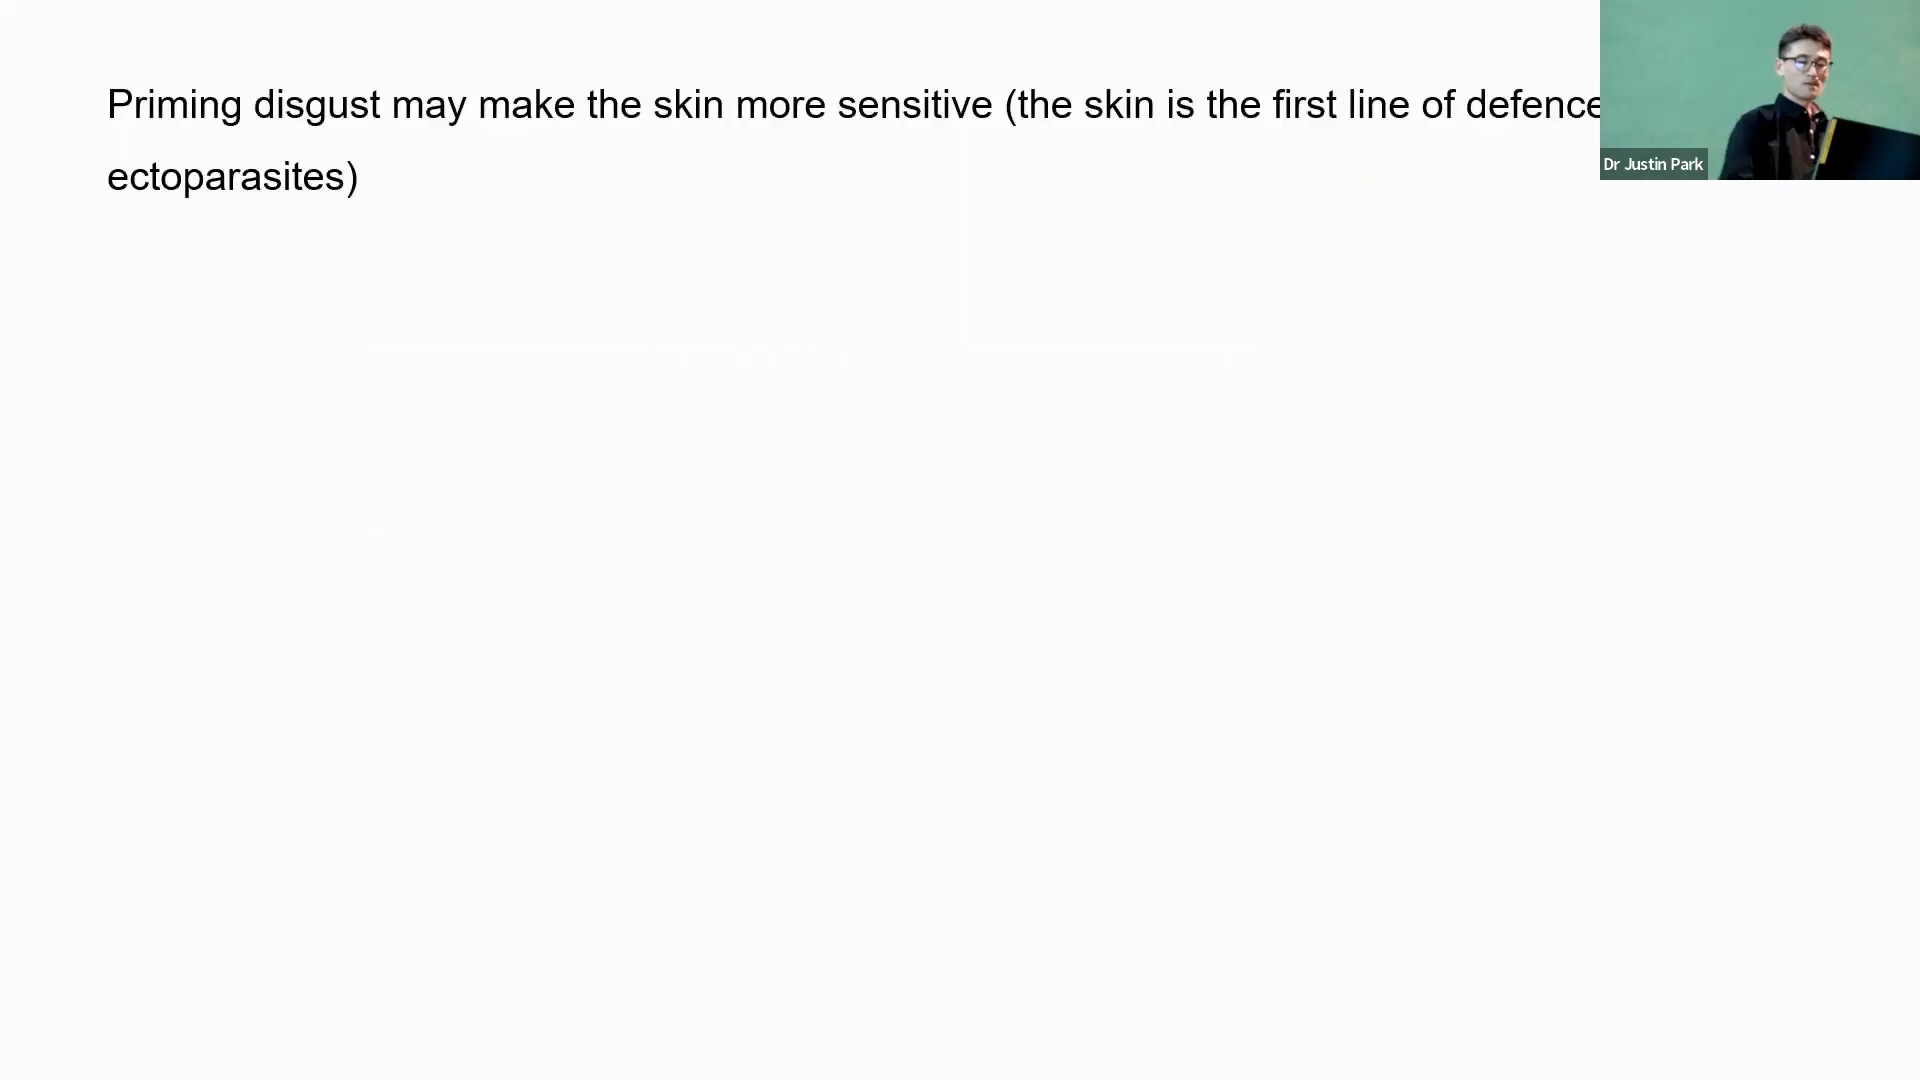 Priming disgust may make the skin more sensitive (the skin is the first line of defence
ectoparasites)
Dr Justin Park